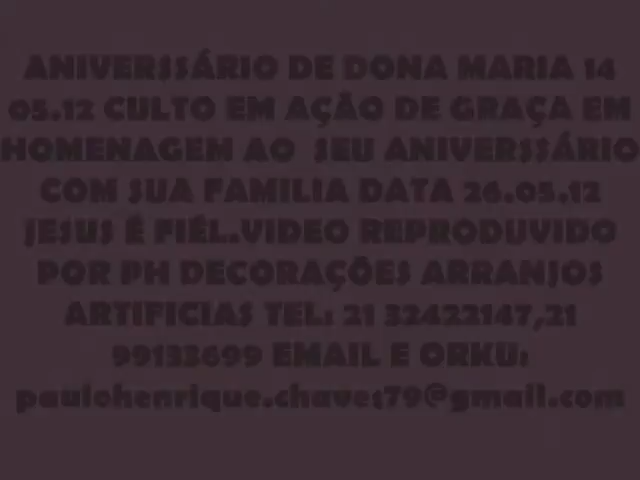 ANIVERSSÁRIO DE DONA MARIA 14
05.12 CULTO EM AÇÃO DE GRAÇA EM
HOMENAGEM AO SEU ANIVERSSÁRIO
COM SUA FAMILIA DATA 26.05.12
JESUS É FIÉL.VIDEO REPRODUVIDO
POR PH DECORAÇÕES ARRANJOS
ARTIFICIAS TEL: 21 32422147,21
99133699 EMAIL E ORKU:
paulohenrique.chaves79@gmail.com